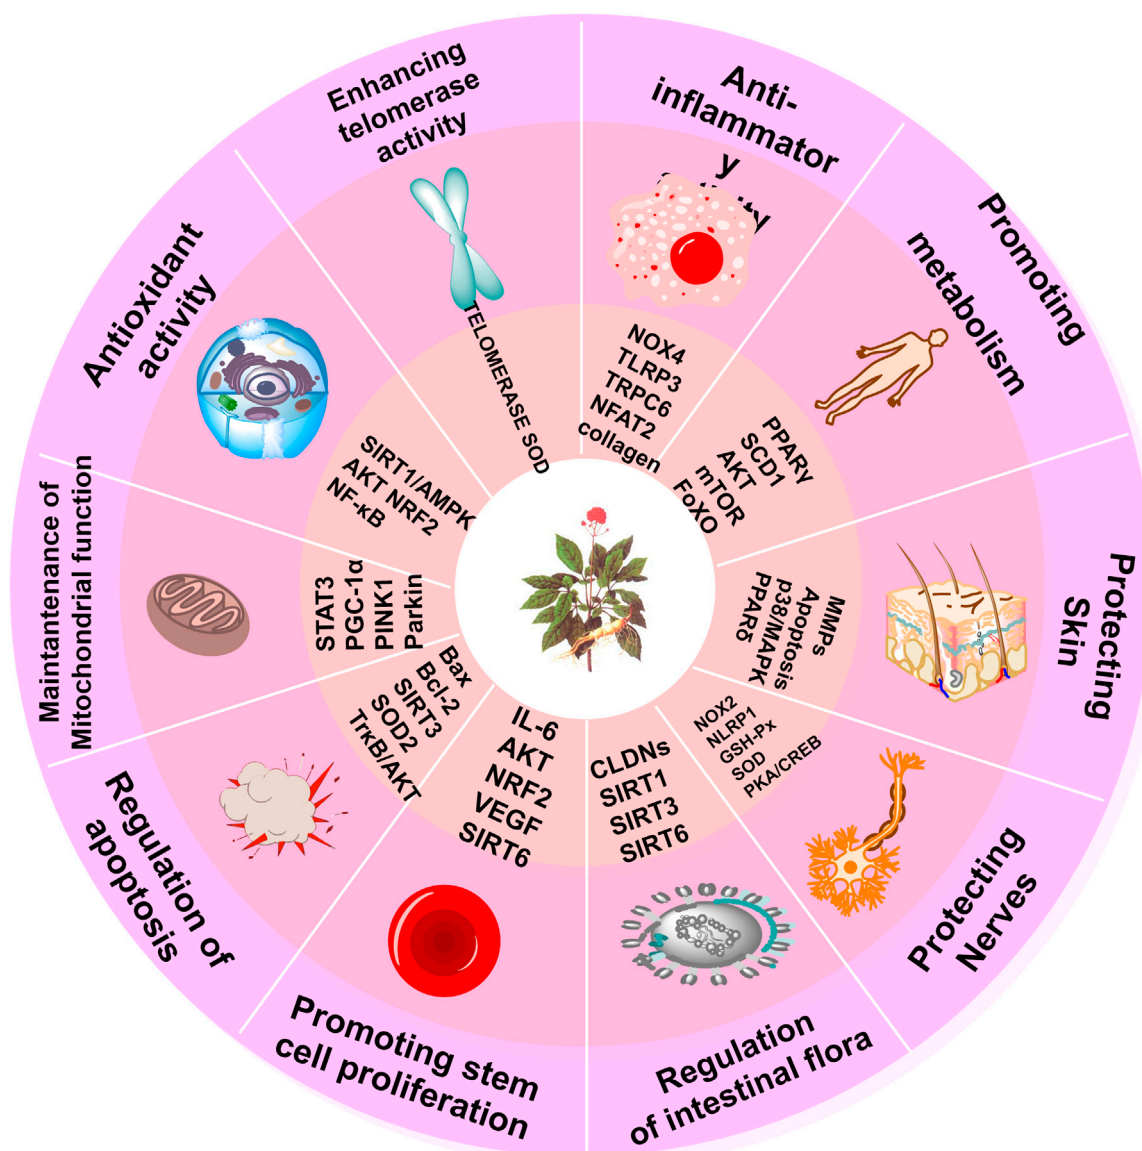 Enhancing
telomerase
activity
TELOMERASE SOD
Anti-
inflammator
y
NOX4
TLRP3
TRPC6
NFAT2
collagen
Promoting
metabolism
PPARγ
SCD1
AKT
mTOR
FoXO
Protecting
Skin
MMPs
Apoptosis
p38/MAPK
PPARδ
Protecting
Nerves
NOX2
NLRP1
GSH-Px
SOD
PKA/CREB
Regulation
of intestinal flora
CLDNs
SIRT1
SIRT3
SIRT6
Promoting stem
cell proliferation
IL-6
AKT
NRF2
VEGF
SIRT6
Regulation of
apoptosis
Bax
Bcl-2
SIRT3
SOD2
TrκB/AKT
Maintantenance of
Mitochondrial function
STAT3
PGC-1α
PINK1
Parkin
Antioxidant
activity
SIRT1/AMPK
AKT NRF2
NF-κB